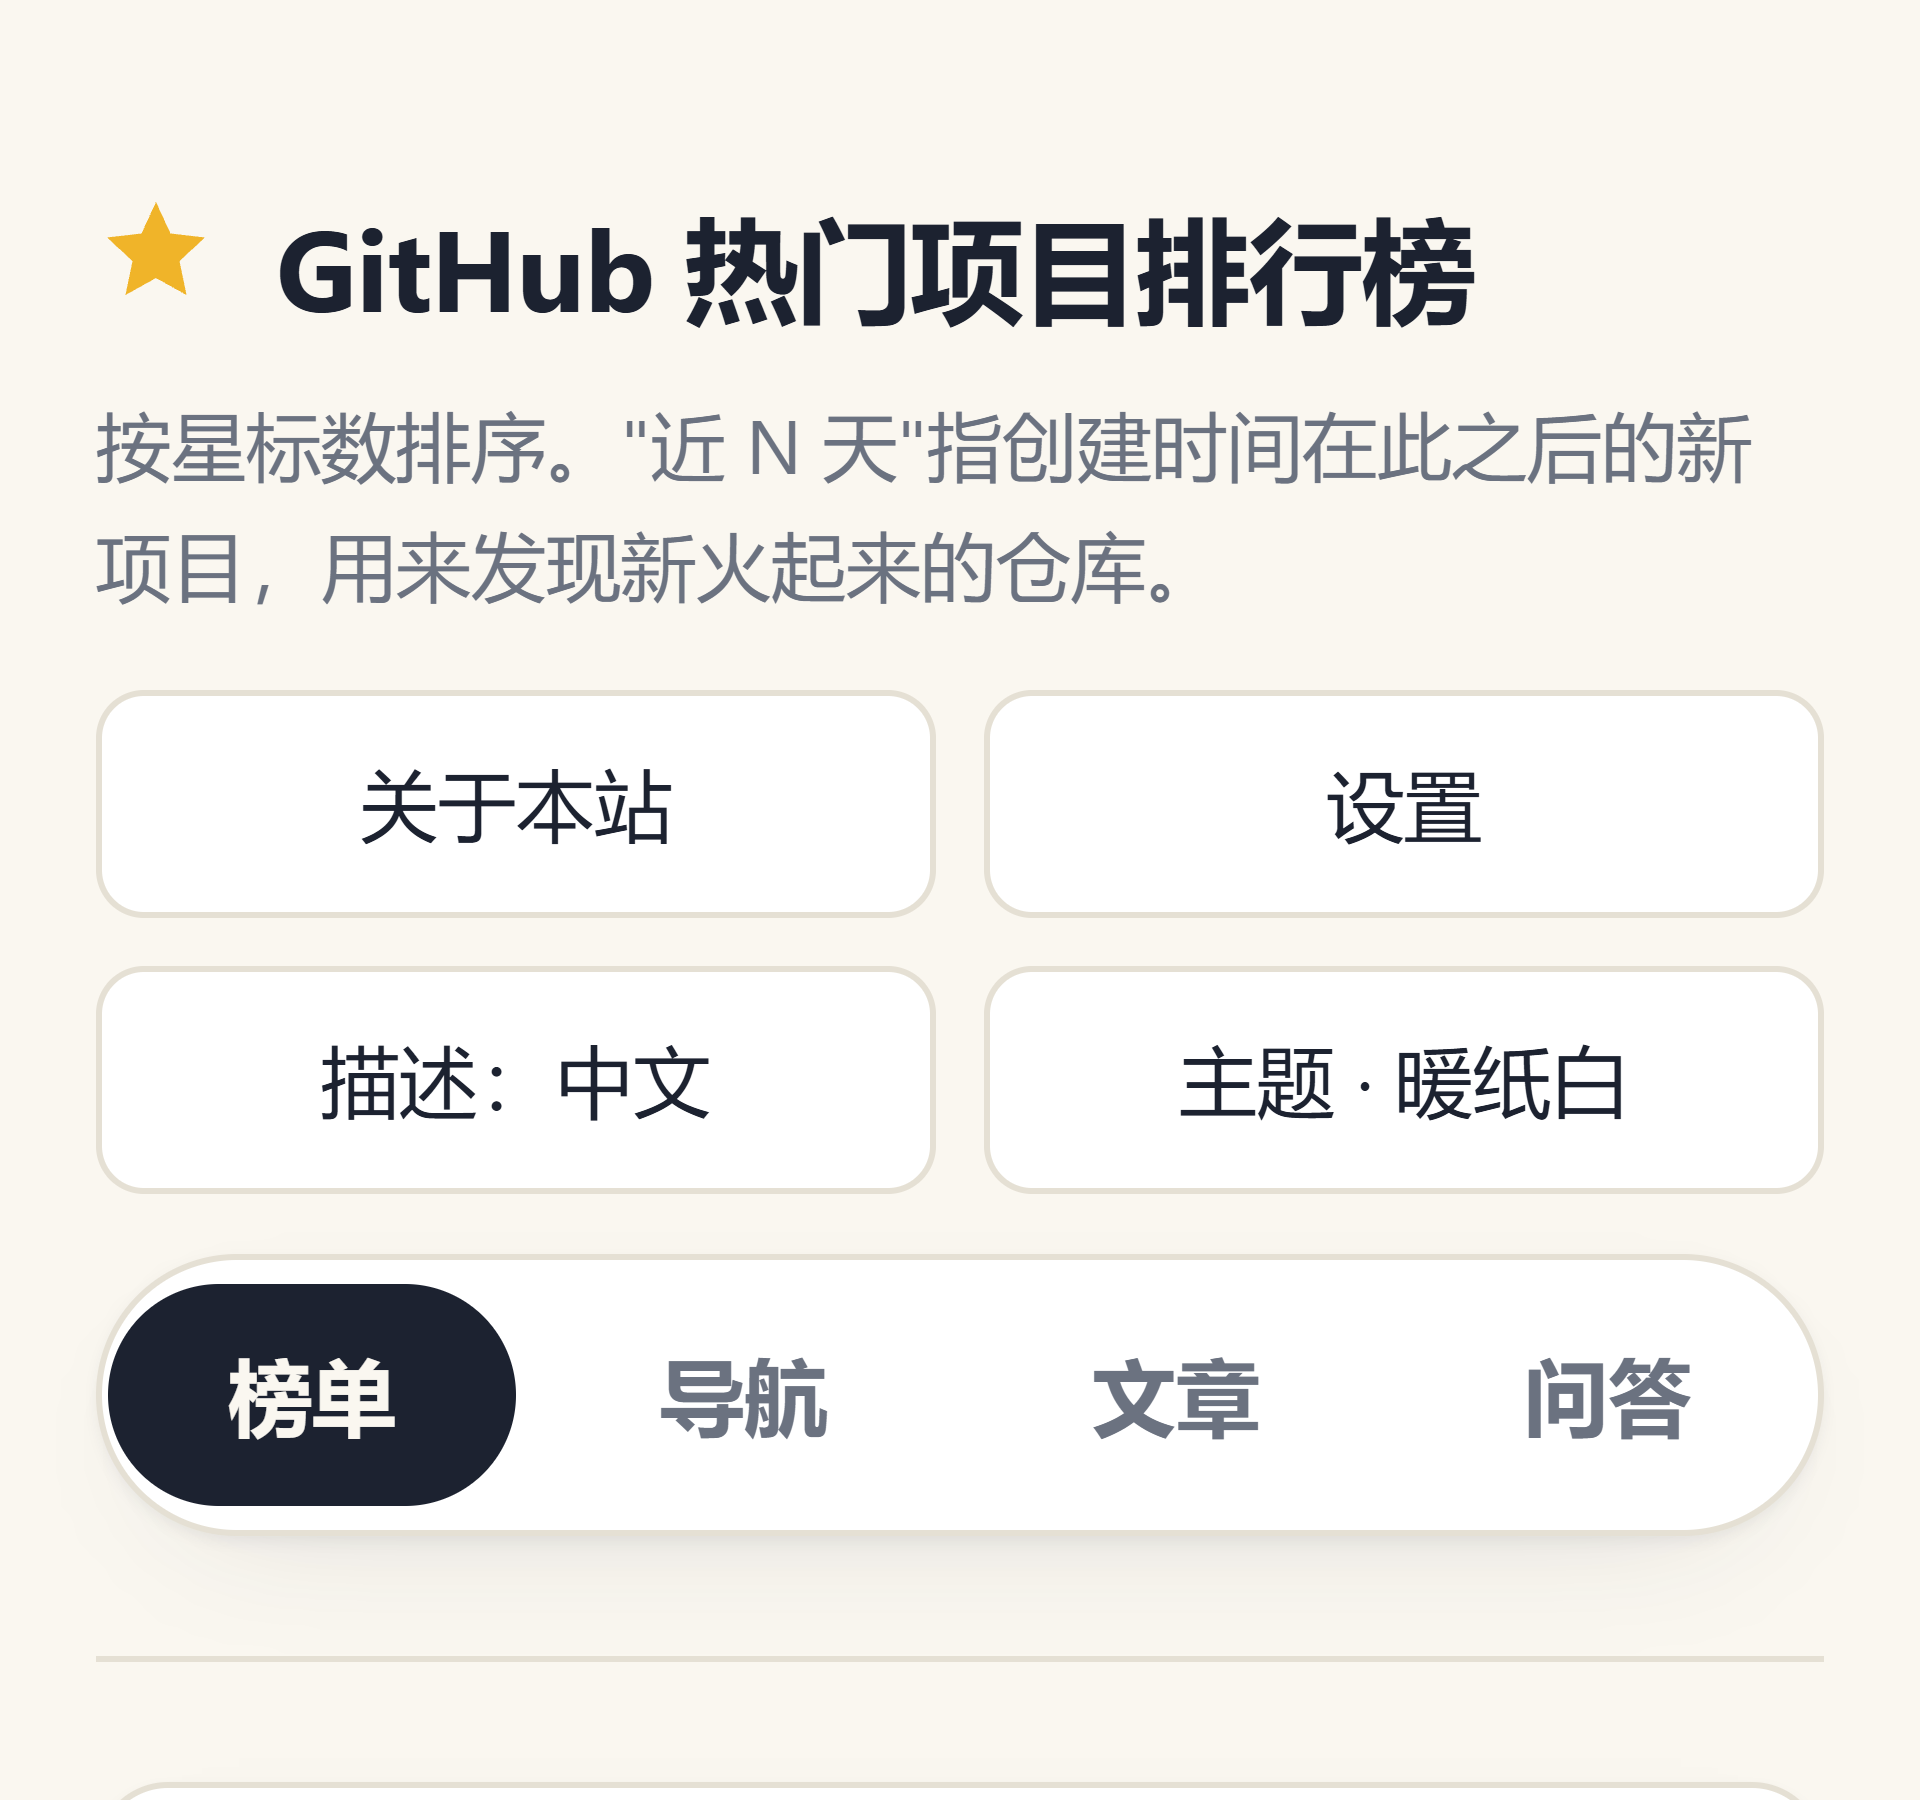 GitHub 热门项目排行榜
按星标数排序。"近 N 天"指创建时间在此之后的新
项目，用来发现新火起来的仓库。
关于本站
设置
描述：中文
主题 · 暖纸白
榜单
导航
文章
问答